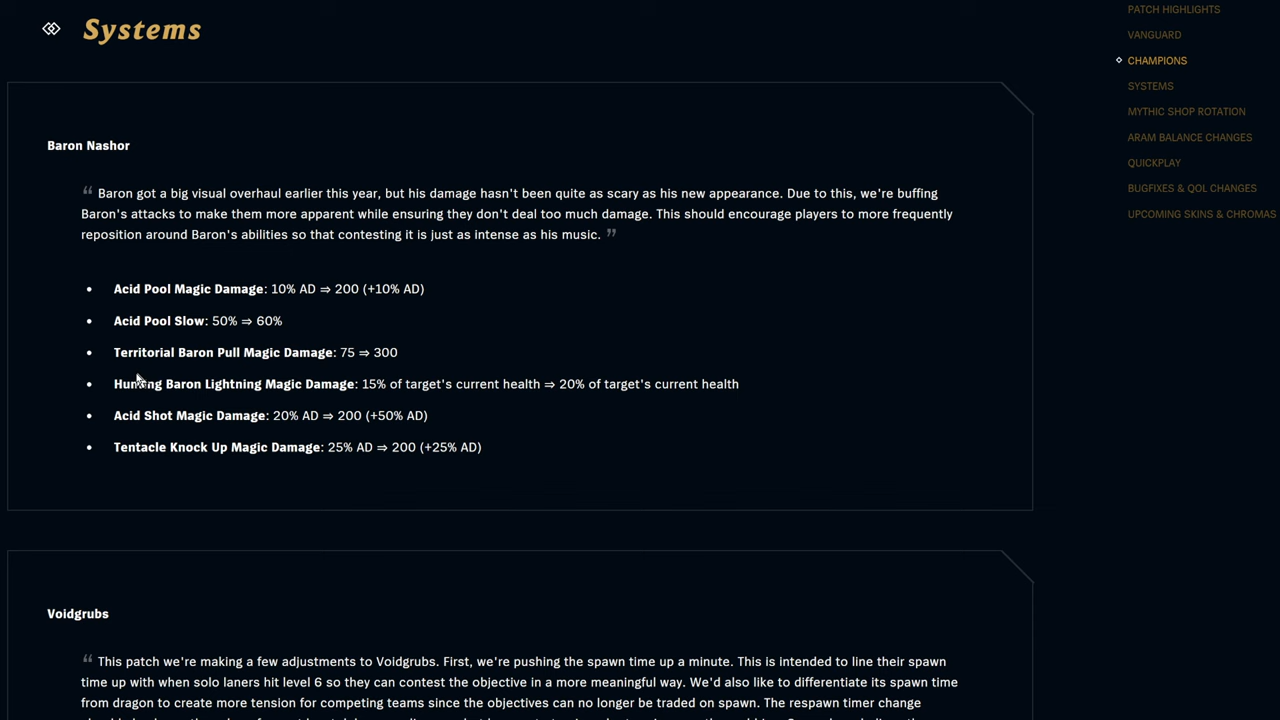 Systems
Baron Nashor
“ Baron got a big visual overhaul earlier this year, but his damage hasn't been quite as scary as his new appearance. Due to this, we're buffing
Baron's attacks to make them more apparent while ensuring they don't deal too much damage. This should encourage players to more frequently
reposition around Baron's abilities so that contesting it is just as intense as his music. ”
• Acid Pool Magic Damage: 10% AD ⇒ 200 (+10% AD)
• Acid Pool Slow: 50% ⇒ 60%
• Territorial Baron Pull Magic Damage: 75 ⇒ 300
• Hunting Baron Lightning Magic Damage: 15% of target's current health ⇒ 20% of target's current health
• Acid Shot Magic Damage: 20% AD ⇒ 200 (+50% AD)
• Tentacle Knock Up Magic Damage: 25% AD ⇒ 200 (+25% AD)
Voidgrubs
“ This patch we're making a few adjustments to Voidgrubs. First, we're pushing the spawn time up a minute. This is intended to line their spawn
time up with when solo laners hit level 6 so they can contest the objective in a more meaningful way. We'd also like to differentiate its spawn time
from dragon to create more tension for competing teams since the objectives can no longer be traded on spawn. The respawn timer change
PATCH HIGHLIGHTS
VANGUARD
CHAMPIONS
SYSTEMS
MYTHIC SHOP ROTATION
ARAM BALANCE CHANGES
QUICKPLAY
BUGFIXES & QOL CHANGES
UPCOMING SKINS & CHROMAS